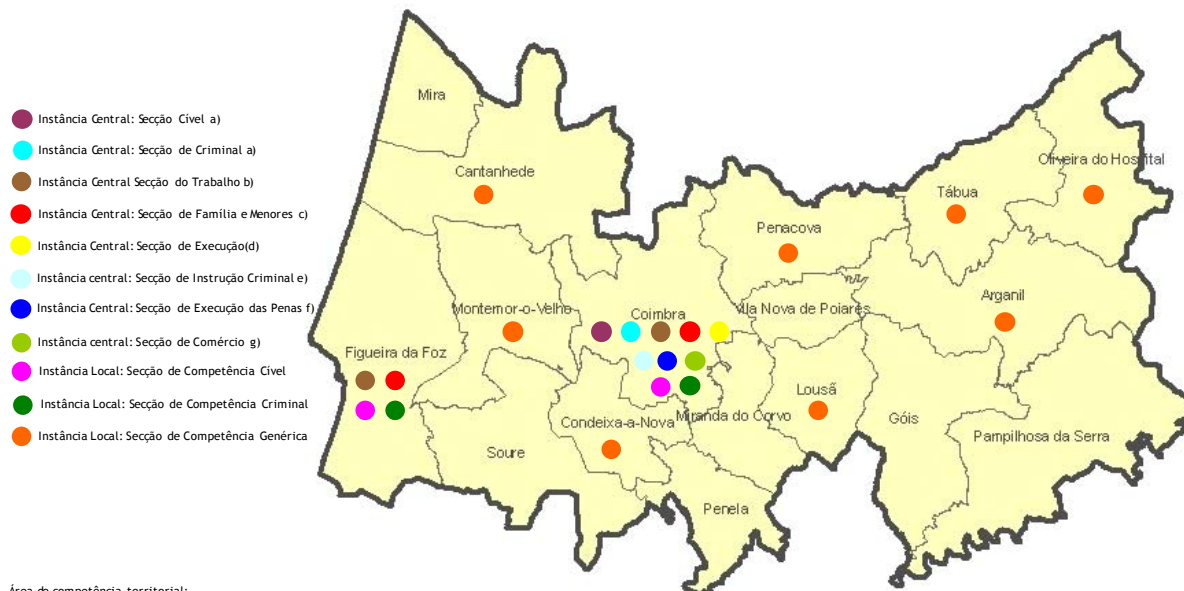 Instância Central: Secção Cível a)
Instância Central: Secção de Criminal a)
Instância Central Secção do Trabalho b)
Instância Central: Secção de Família e Menores c)
Instância Central: Secção de Execução(d)
Instância central: Secção de Instrução Criminal e)
Instância Central: Secção de Execução das Penas f)
Instância central: Secção de Comércio g)
Instância Local: Secção de Competência Cível
Instância Local: Secção de Competência Criminal
Instância Local: Secção de Competência Genérica
Mira
Cantanhede
Oliveira do Hospital
Tábua
Penacova
Arganil
Montemor-o-Velho
Coimbra
Vila Nova de Poiares
Figueira da Foz
Lousã
Góis
Condeixa-a-Nova
Miranda do Corvo
Pampilhosa da Serra
Soure
Penela
Área de competência territorial: